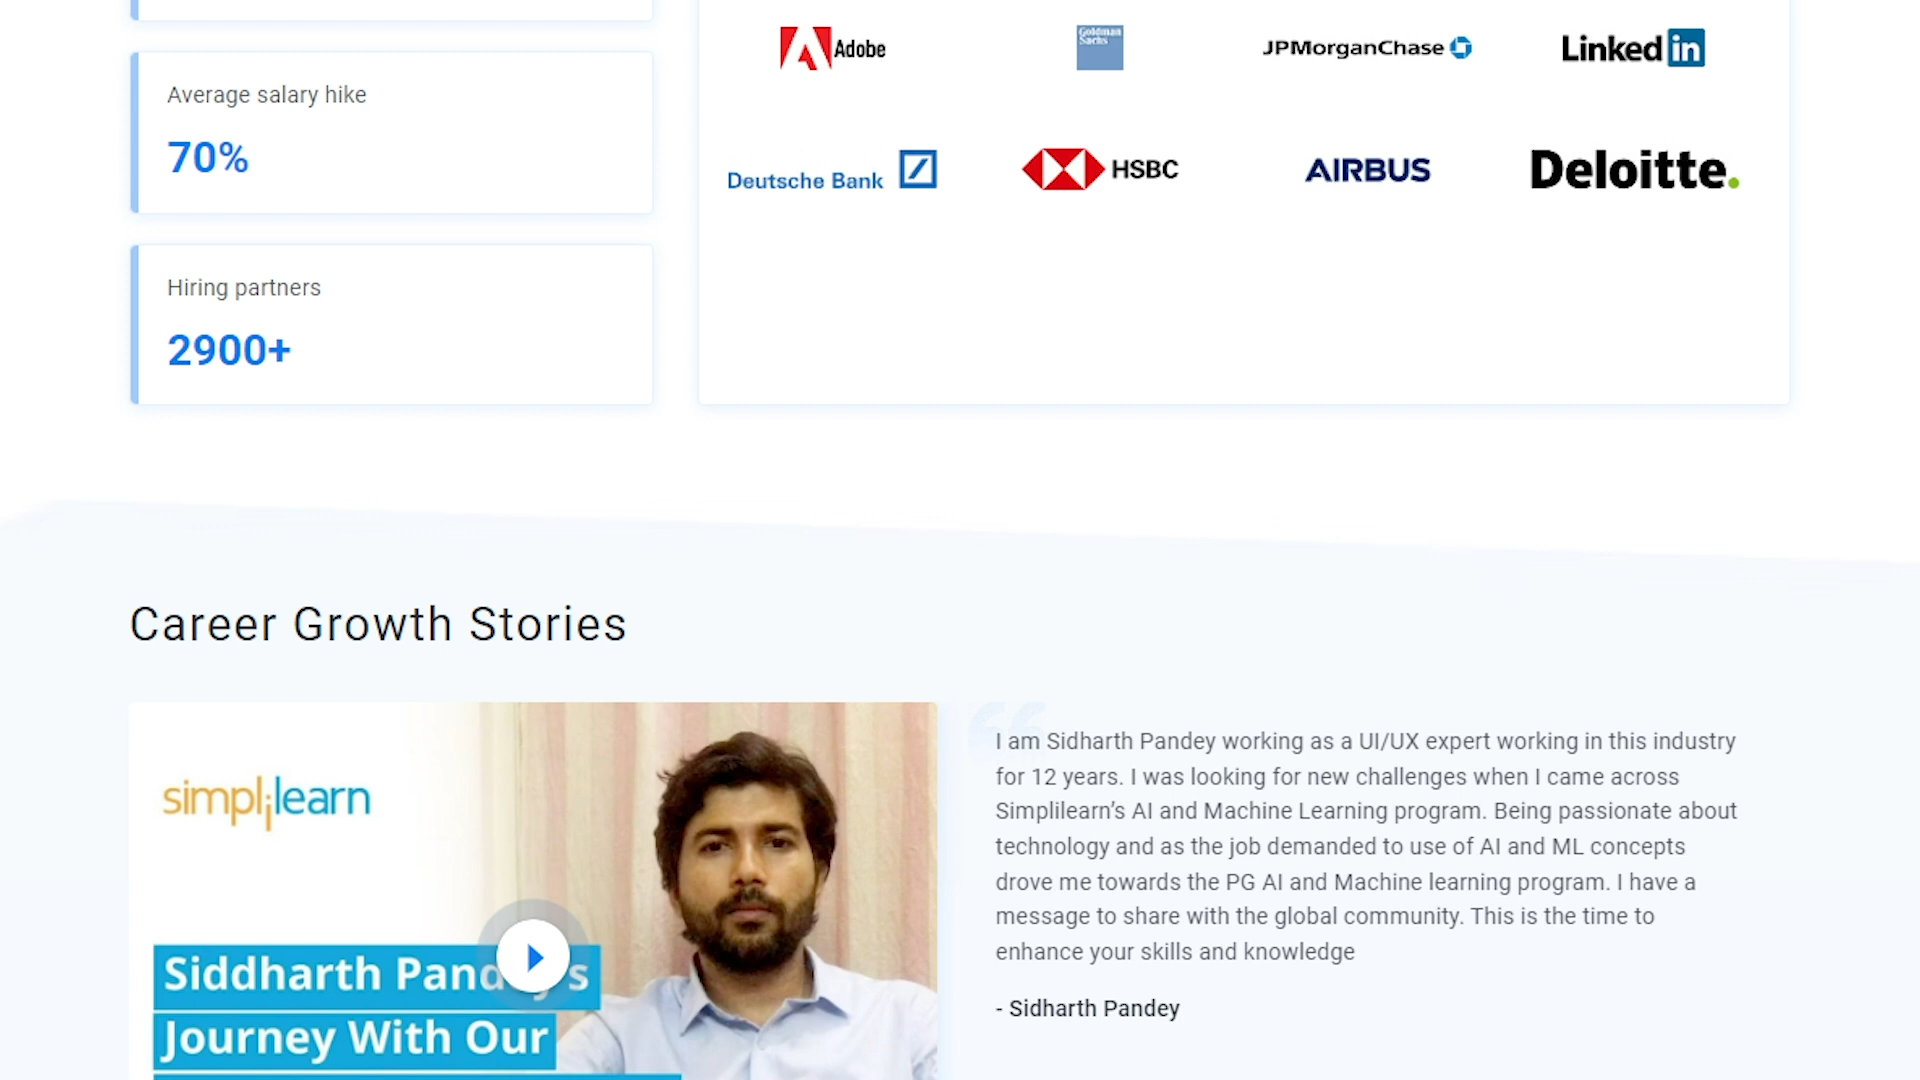 Adobe
Goldman
Sachs
JPMorganChase
Linked in
Average salary hike
70%
Deutsche Bank
HSBC
AIRBUS
Deloitte.
Hiring partners
2900+
Career Growth Stories
simplilearn
Siddharth Pandey's
Journey With Our
I am Sidharth Pandey working as a UI/UX expert working in this industry
for 12 years. I was looking for new challenges when I came across
Simplilearn’s AI and Machine Learning program. Being passionate about
technology and as the job demanded to use of AI and ML concepts
drove me towards the PG AI and Machine learning program. I have a
message to share with the global community. This is the time to
enhance your skills and knowledge
- Sidharth Pandey